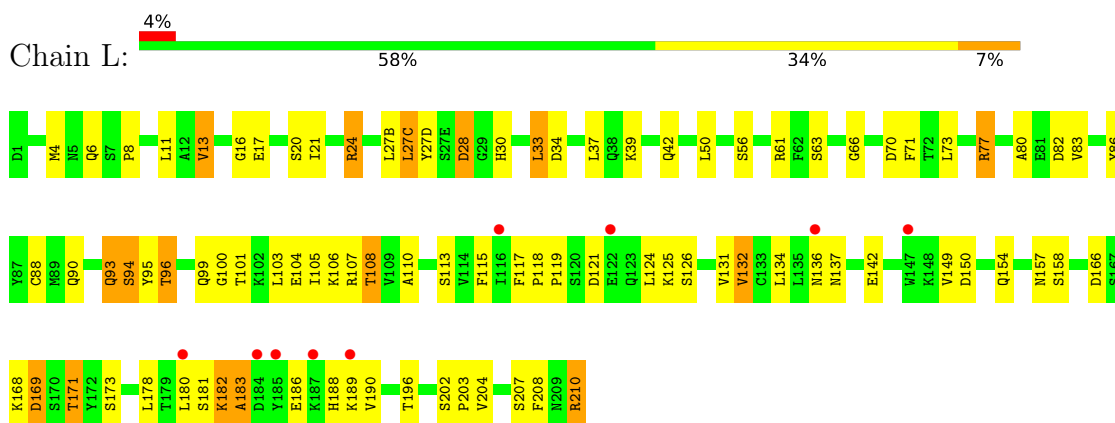 4%
Chain L:
58% 34% 7%
D1 M4 N5 Q6 S7 P8 L11 A12 V13 G16 E17 S20 I21 R24 L27B L27C Y27D S27E D28 G29 H30 L33 D34 L37 Q38 K39 Q42 L50 S56 R61 F62 S63 G66 D70 F71 T72 L73 R77 A80 E81 D82 V83
Y87 C88 M89 Q90 Q93 S94 Y95 T96 Q99 G100 T101 K102 L103 E104 I105 K106 R107 T108 V109 A110 S113 V114 F115 I116 F117 P118 P119 S120 D121 E122 Q123 L124 K125 S126 V131 V132 C133 L134 L135 N136 N137 E142 W147 K148 V149 D150 Q154 N157 S158 D166
K168 D169 S170 T171 Y172 S173 L178 T179 L180 S181 K182 A183 D184 Y185 E186 K187 H188 K189 V190 T196 S202 P203 V204 S207 F208 N209 R210